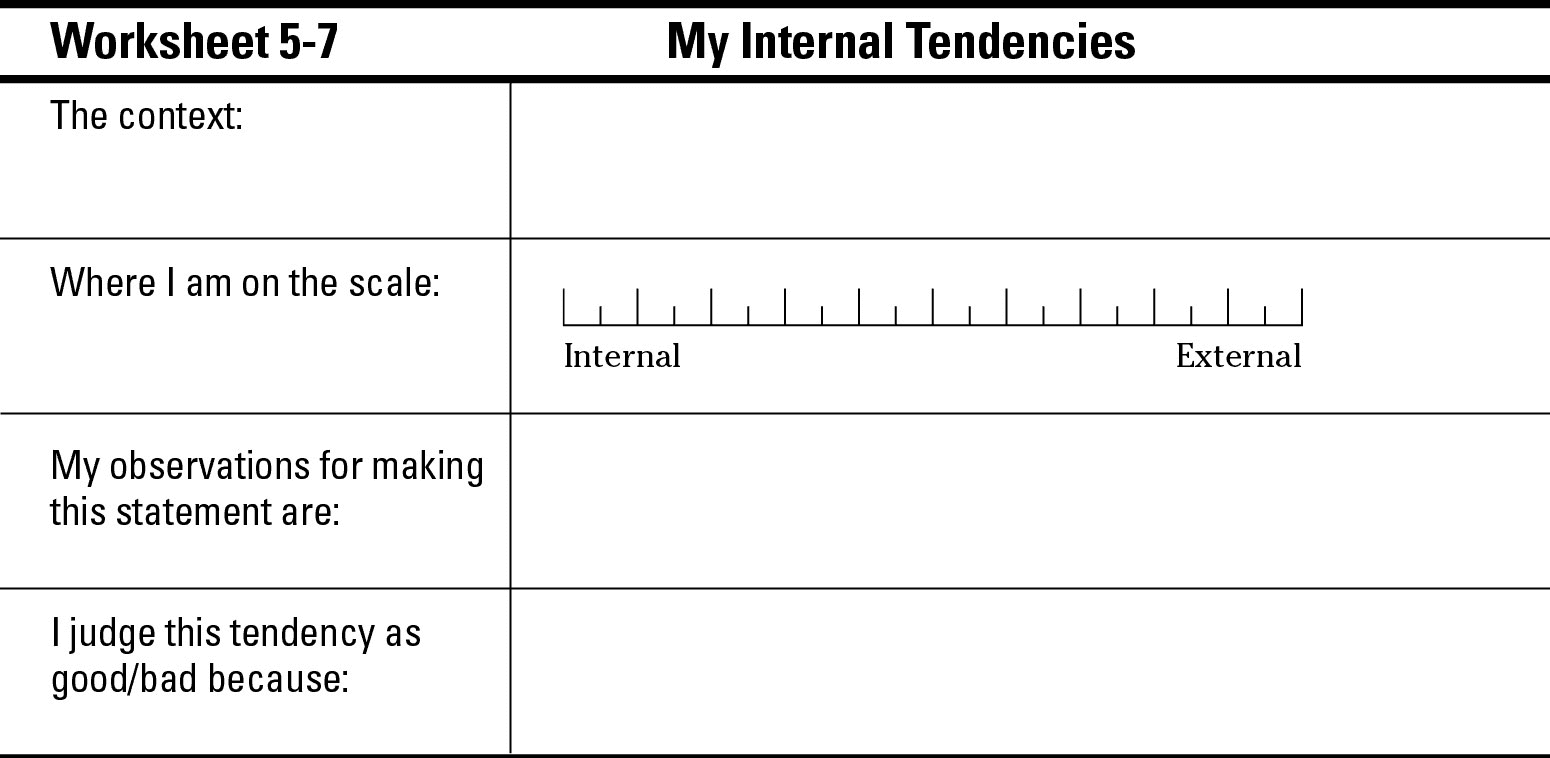 Worksheet 5-7 My Internal Tendencies
The context:
Where I am on the scale:
Internal External
My observations for making
this statement are:
I judge this tendency as
good/bad because: